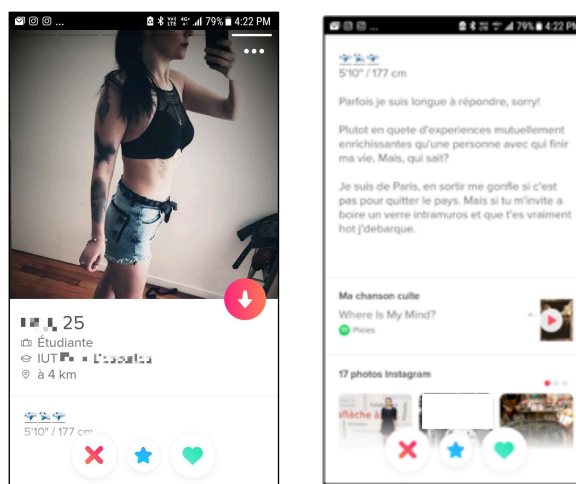 79% 4:22 PM
25
Étudiante
IUT
à 4 km
5'10" / 177 cm
79% 4:22 PM
5'10" / 177 cm
Parfois je suis longue à répondre, sorry!
Plutot en quete d'experiences mutuellement
enrichissantes qu'une personne avec qui finir
ma vie. Mais, qui sait?
Je suis de Paris, en sortir me gonfle si c'est
pas pour quitter le pays. Mais si tu m'invite a
boire un verre intramuros et que t'es vraiment
hot j'debarque.
Ma chanson culte
Where Is My Mind?
Pixies
17 photos Instagram